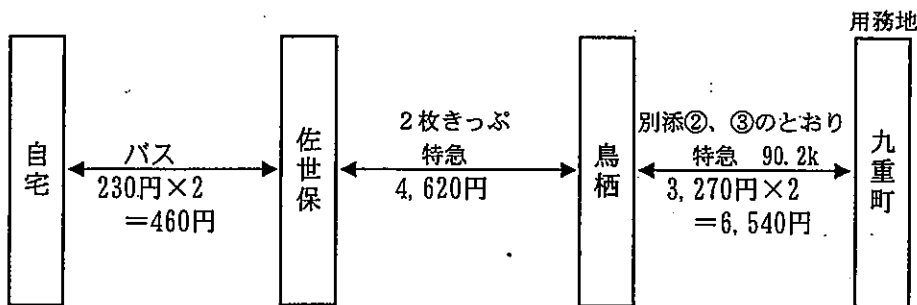 用務地
自宅
バス
230円×2
=460円
佐世保
2枚きっぷ
特急
4,620円
鳥栖
別添②、③のとおり
特急 90.2k
3,270円×2
=6,540円
九重町